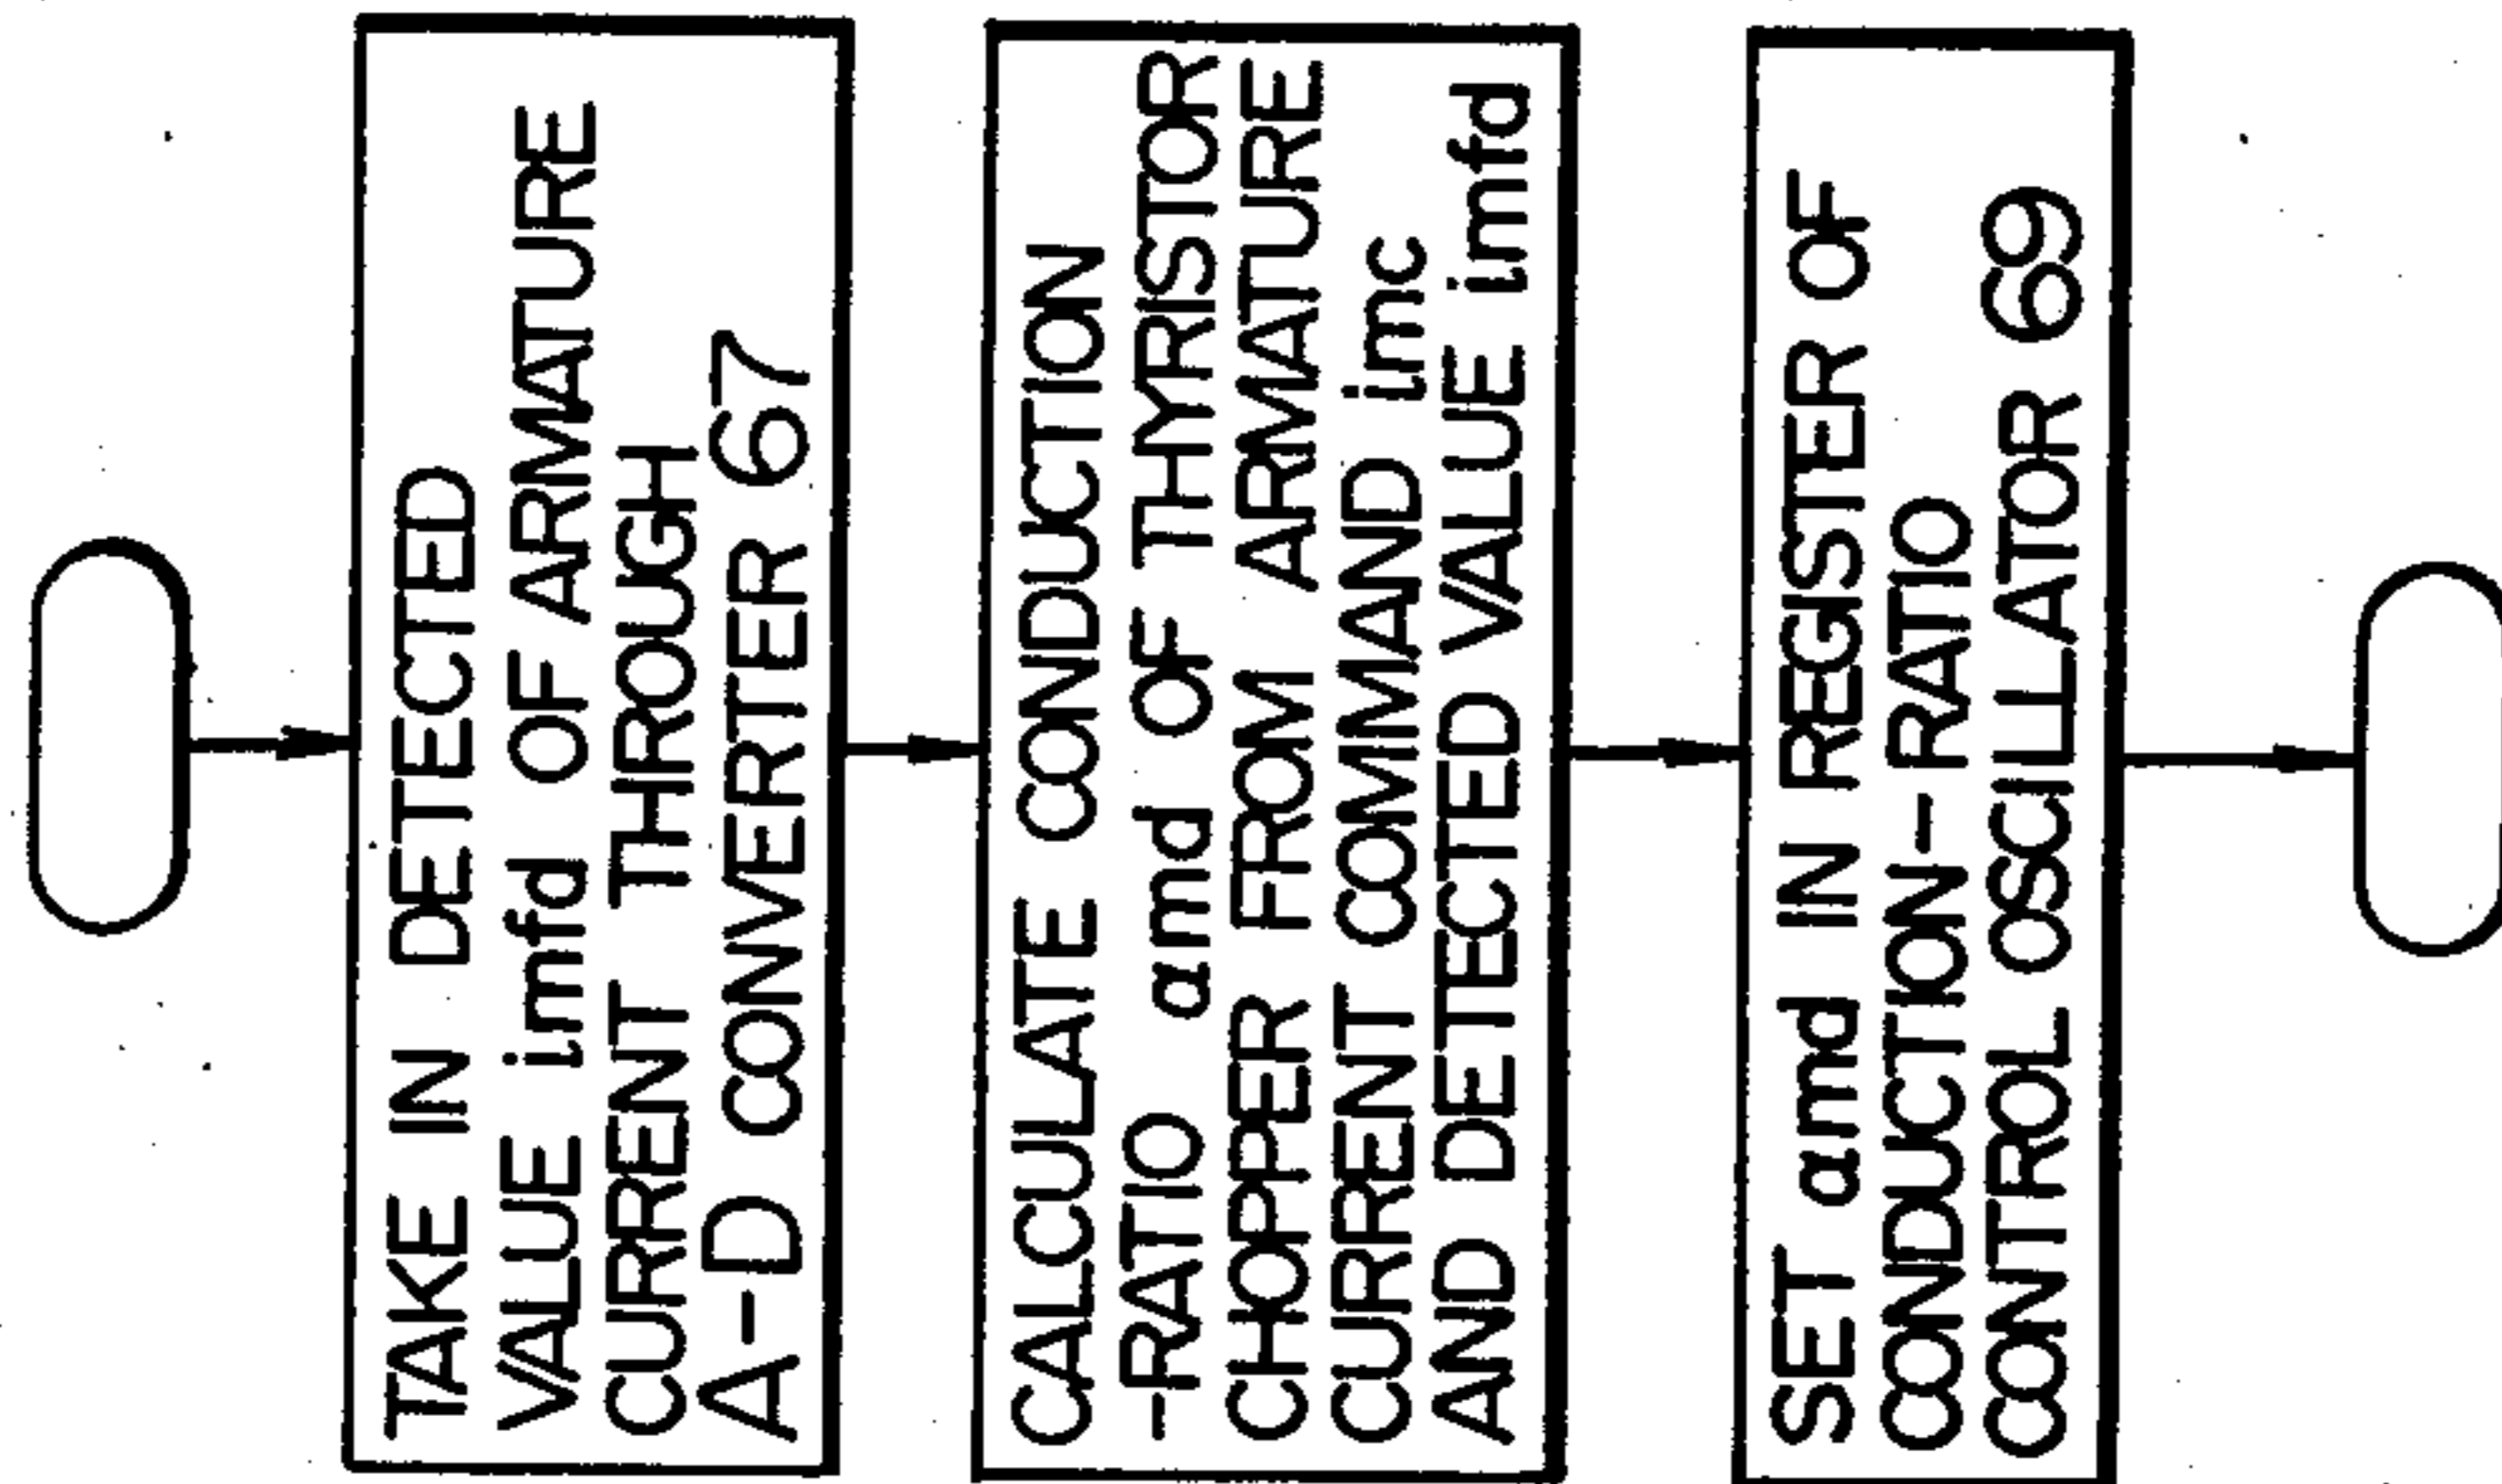 TAKE IN DETECTED
VALUE imfd OF ARMATURE
CURRENT THROUGH
A-D CONVERTER 67
CALCULATE CONDUCTION
-RATIO αmd OF THYRISTOR
CHOPPER FROM ARMATURE
CURRENT COMMAND imc
AND DETECTED VALUE imfd
SET αmd IN REGISTER OF
CONDUCTION-RATIO
CONTROL OSCILLATOR 69